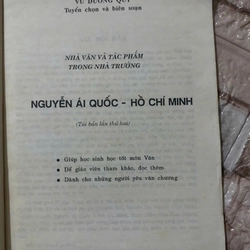 VŨ DƯƠNG QUỸ
Tuyển chọn và biên soạn
NHÀ VĂN VÀ TÁC PHẨM
TRONG NHÀ TRƯỜNG
NGUYỄN ÁI QUỐC - HỒ CHÍ MINH
(Tái bản lần thứ hai)
• Giúp học sinh học tốt môn Văn
• Để giáo viên tham khảo, đọc thêm
• Dành cho những người yêu văn chương